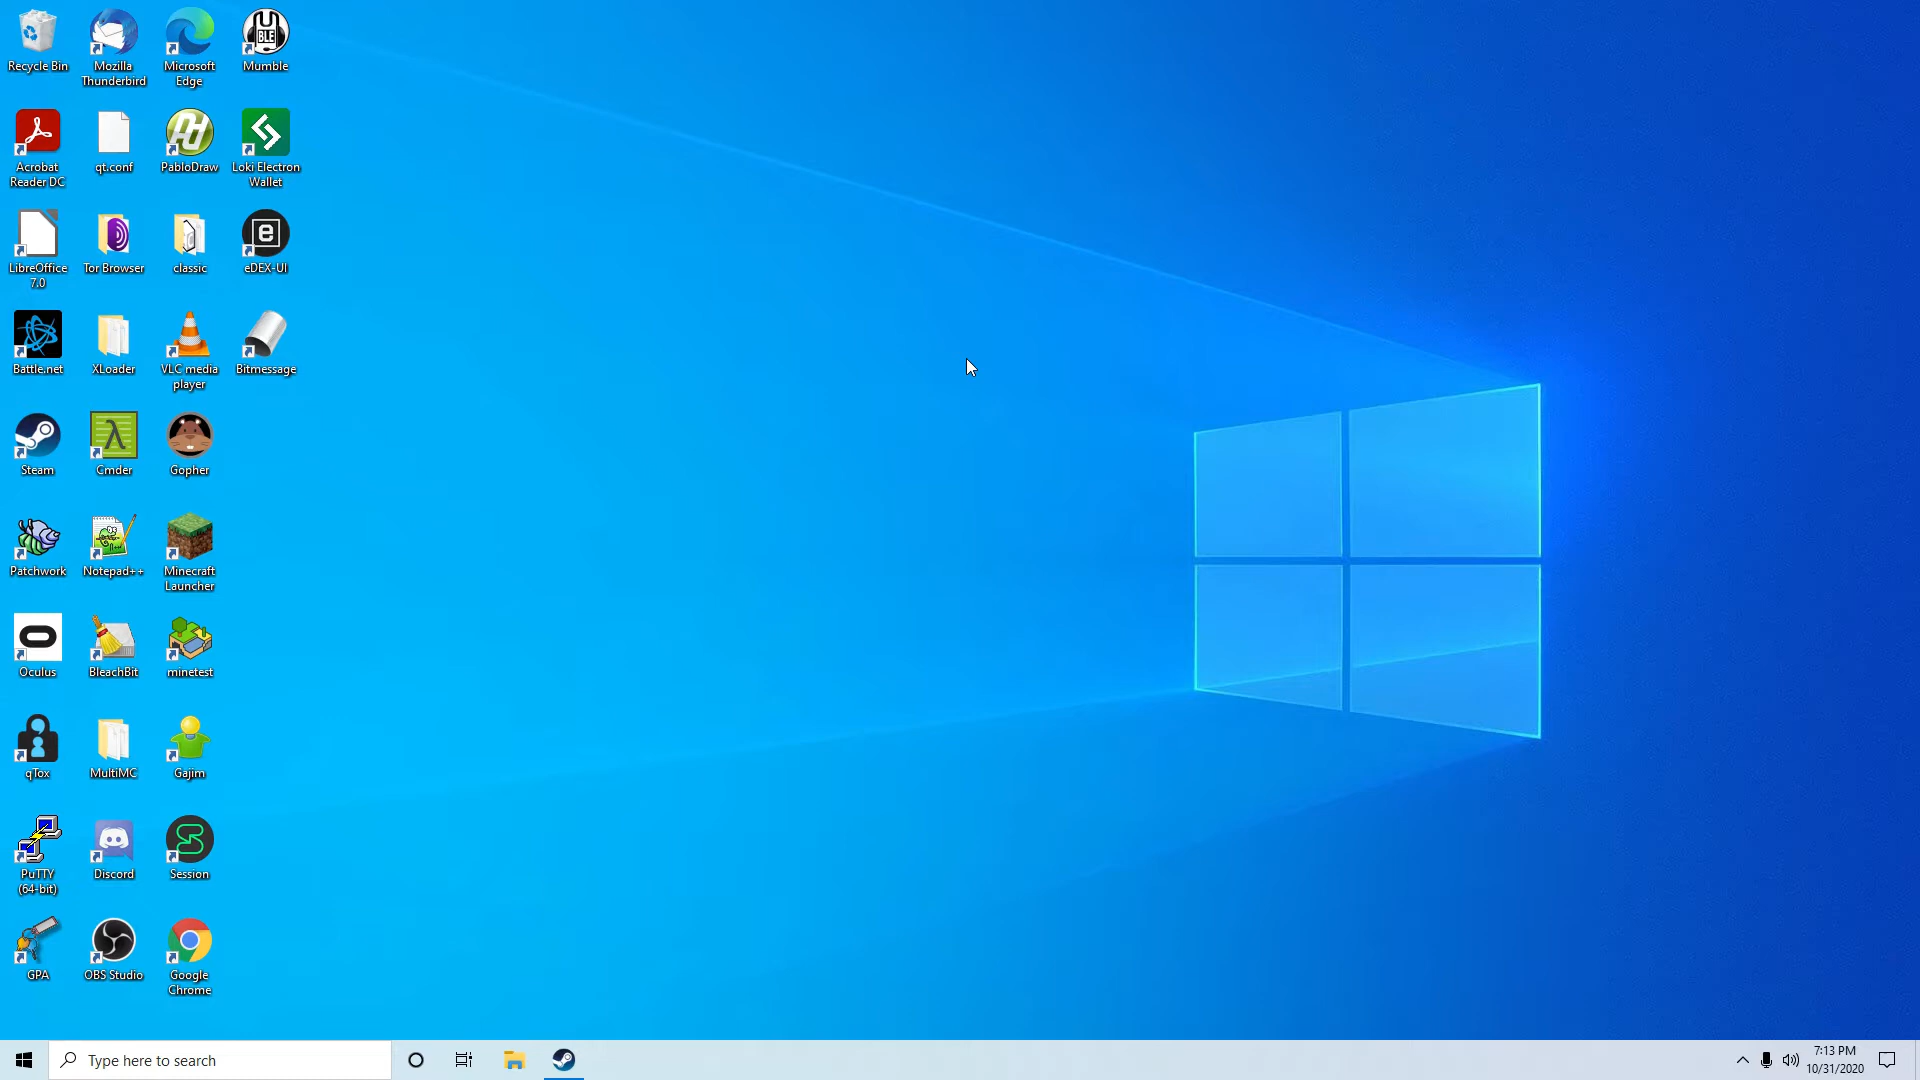 Recycle Bin
Mozilla
Thunderbird
Microsoft
Edge
UBLE
Mumble
Acrobat
Reader DC
qt.conf
PabloDraw
Loki Electron
Wallet
LibreOffice
7.0
Tor Browser
classic
e
eDEX-UI
Battle.net
XLoader
VLC media
player
Bitmessage
Steam
λ
Cmder
Gopher
Patchwork
Notepad++
Minecraft
Launcher
Oculus
BleachBit
minetest
qTox
MultiMC
Gajim
PuTTY
(64-bit)
Discord
Session
GPA
OBS Studio
Google
Chrome
Type here to search
7:13 PM
10/31/2020